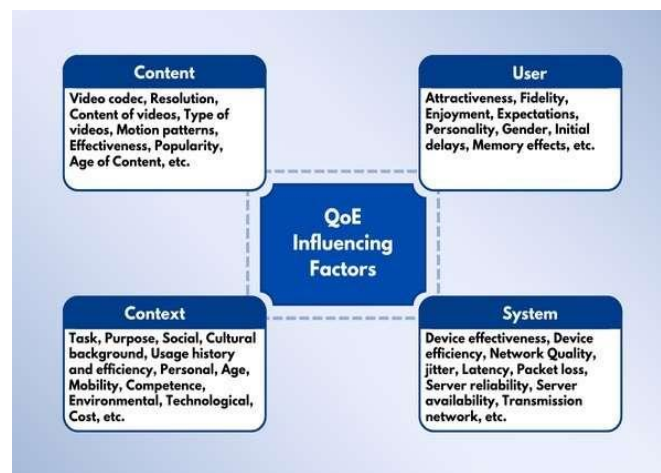 Content
Video codec, Resolution,
Content of videos, Type of
videos, Motion patterns,
Effectiveness, Popularity,
Age of Content, etc.
User
Attractiveness, Fidelity,
Enjoyment, Expectations,
Personality, Gender, Initial
delays, Memory effects, etc.
QoE
Influencing
Factors
Context
Task, Purpose, Social, Cultural
background, Usage history
and efficiency, Personal, Age,
Mobility, Competence,
Environmental, Technological,
Cost, etc.
System
Device effectiveness, Device
efficiency, Network Quality,
jitter, Latency, Packet loss,
Server reliability, Server
availability, Transmission
network, etc.